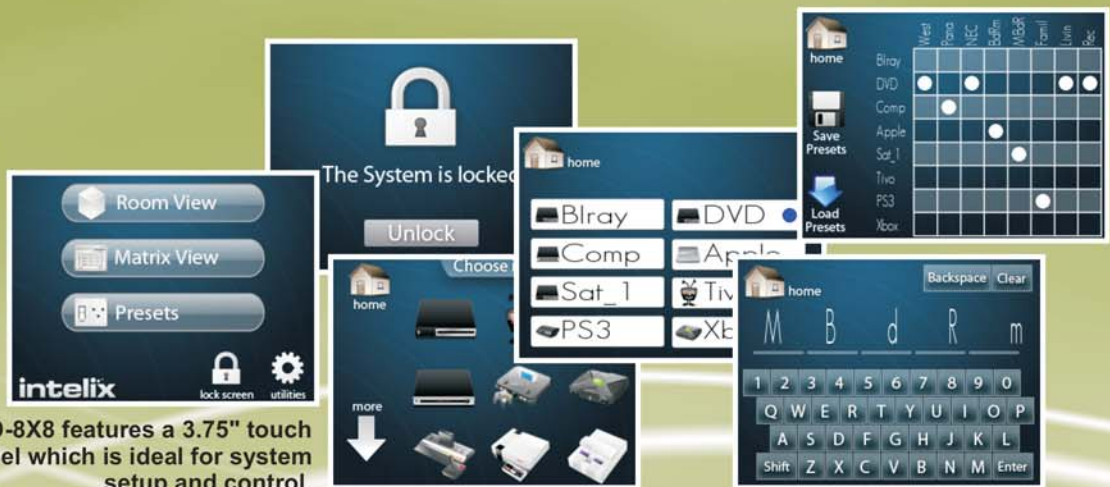 Room View
Matrix View
Presets
intelix
lock screen
utilities
The System is locked
Unlock
home
more
Choose
home
Blray
DVD
Comp
Apple
Sat_1
PS3
home
Save
Presets
Load
Presets
West
Pana
NEC
BdRm
MBdR
Famil
Livin
Rec
Blray
DVD
Comp
Apple
Sat_1
Tivo
PS3
Xbox
home
Backspace
Clear
M B d R m
1 2 3 4 5 6 7 8 9 0
Q W E R T Y U I O P
A S D F G H J K L
Shift Z X C V B N M Enter
-8X8 features a 3.75" touch
which is ideal for system
setup and control.